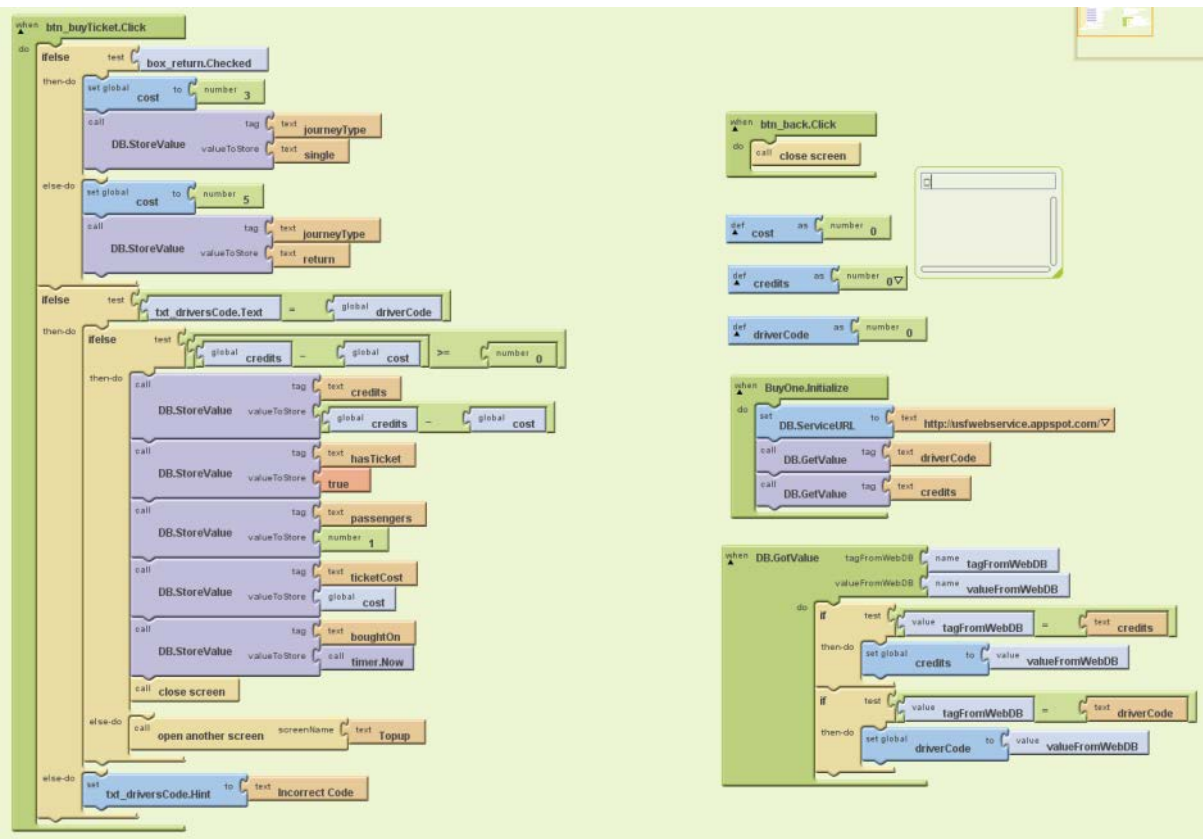 when btn_buyTicket.Click
do ifelse test box_return.Checked
then-do set global cost to number 3
call DB.StoreValue tag text journeyType
valueToStore text single
else-do set global cost to number 5
call DB.StoreValue tag text journeyType
valueToStore text return
ifelse test txt_driversCode.Text = global driverCode
then-do ifelse test global credits - global cost >= number 0
then-do call DB.StoreValue tag text credits
valueToStore global credits - global cost
call DB.StoreValue tag text hasTicket
valueToStore true
call DB.StoreValue tag text passengers
valueToStore number 1
call DB.StoreValue tag text ticketCost
valueToStore global cost
call DB.StoreValue tag text boughtOn
valueToStore call timer.Now
call close screen
else-do call open another screen screenName text Topup
else-do set txt_driversCode.Hint to text Incorrect Code
when btn_back.Click
do call close screen
def cost as number 0
def credits as number 0
def driverCode as number 0
when BuyOne.Initialize
do set DB.ServiceURL to text http://usfwebservice.appspot.com/
call DB.GetValue tag text driverCode
call DB.GetValue tag text credits
when DB.GotValue tagFromWebDB name tagFromWebDB
valueFromWebDB name valueFromWebDB
do if test value tagFromWebDB = text credits
then-do set global credits to value valueFromWebDB
if test value tagFromWebDB = text driverCode
then-do set global driverCode to value valueFromWebDB